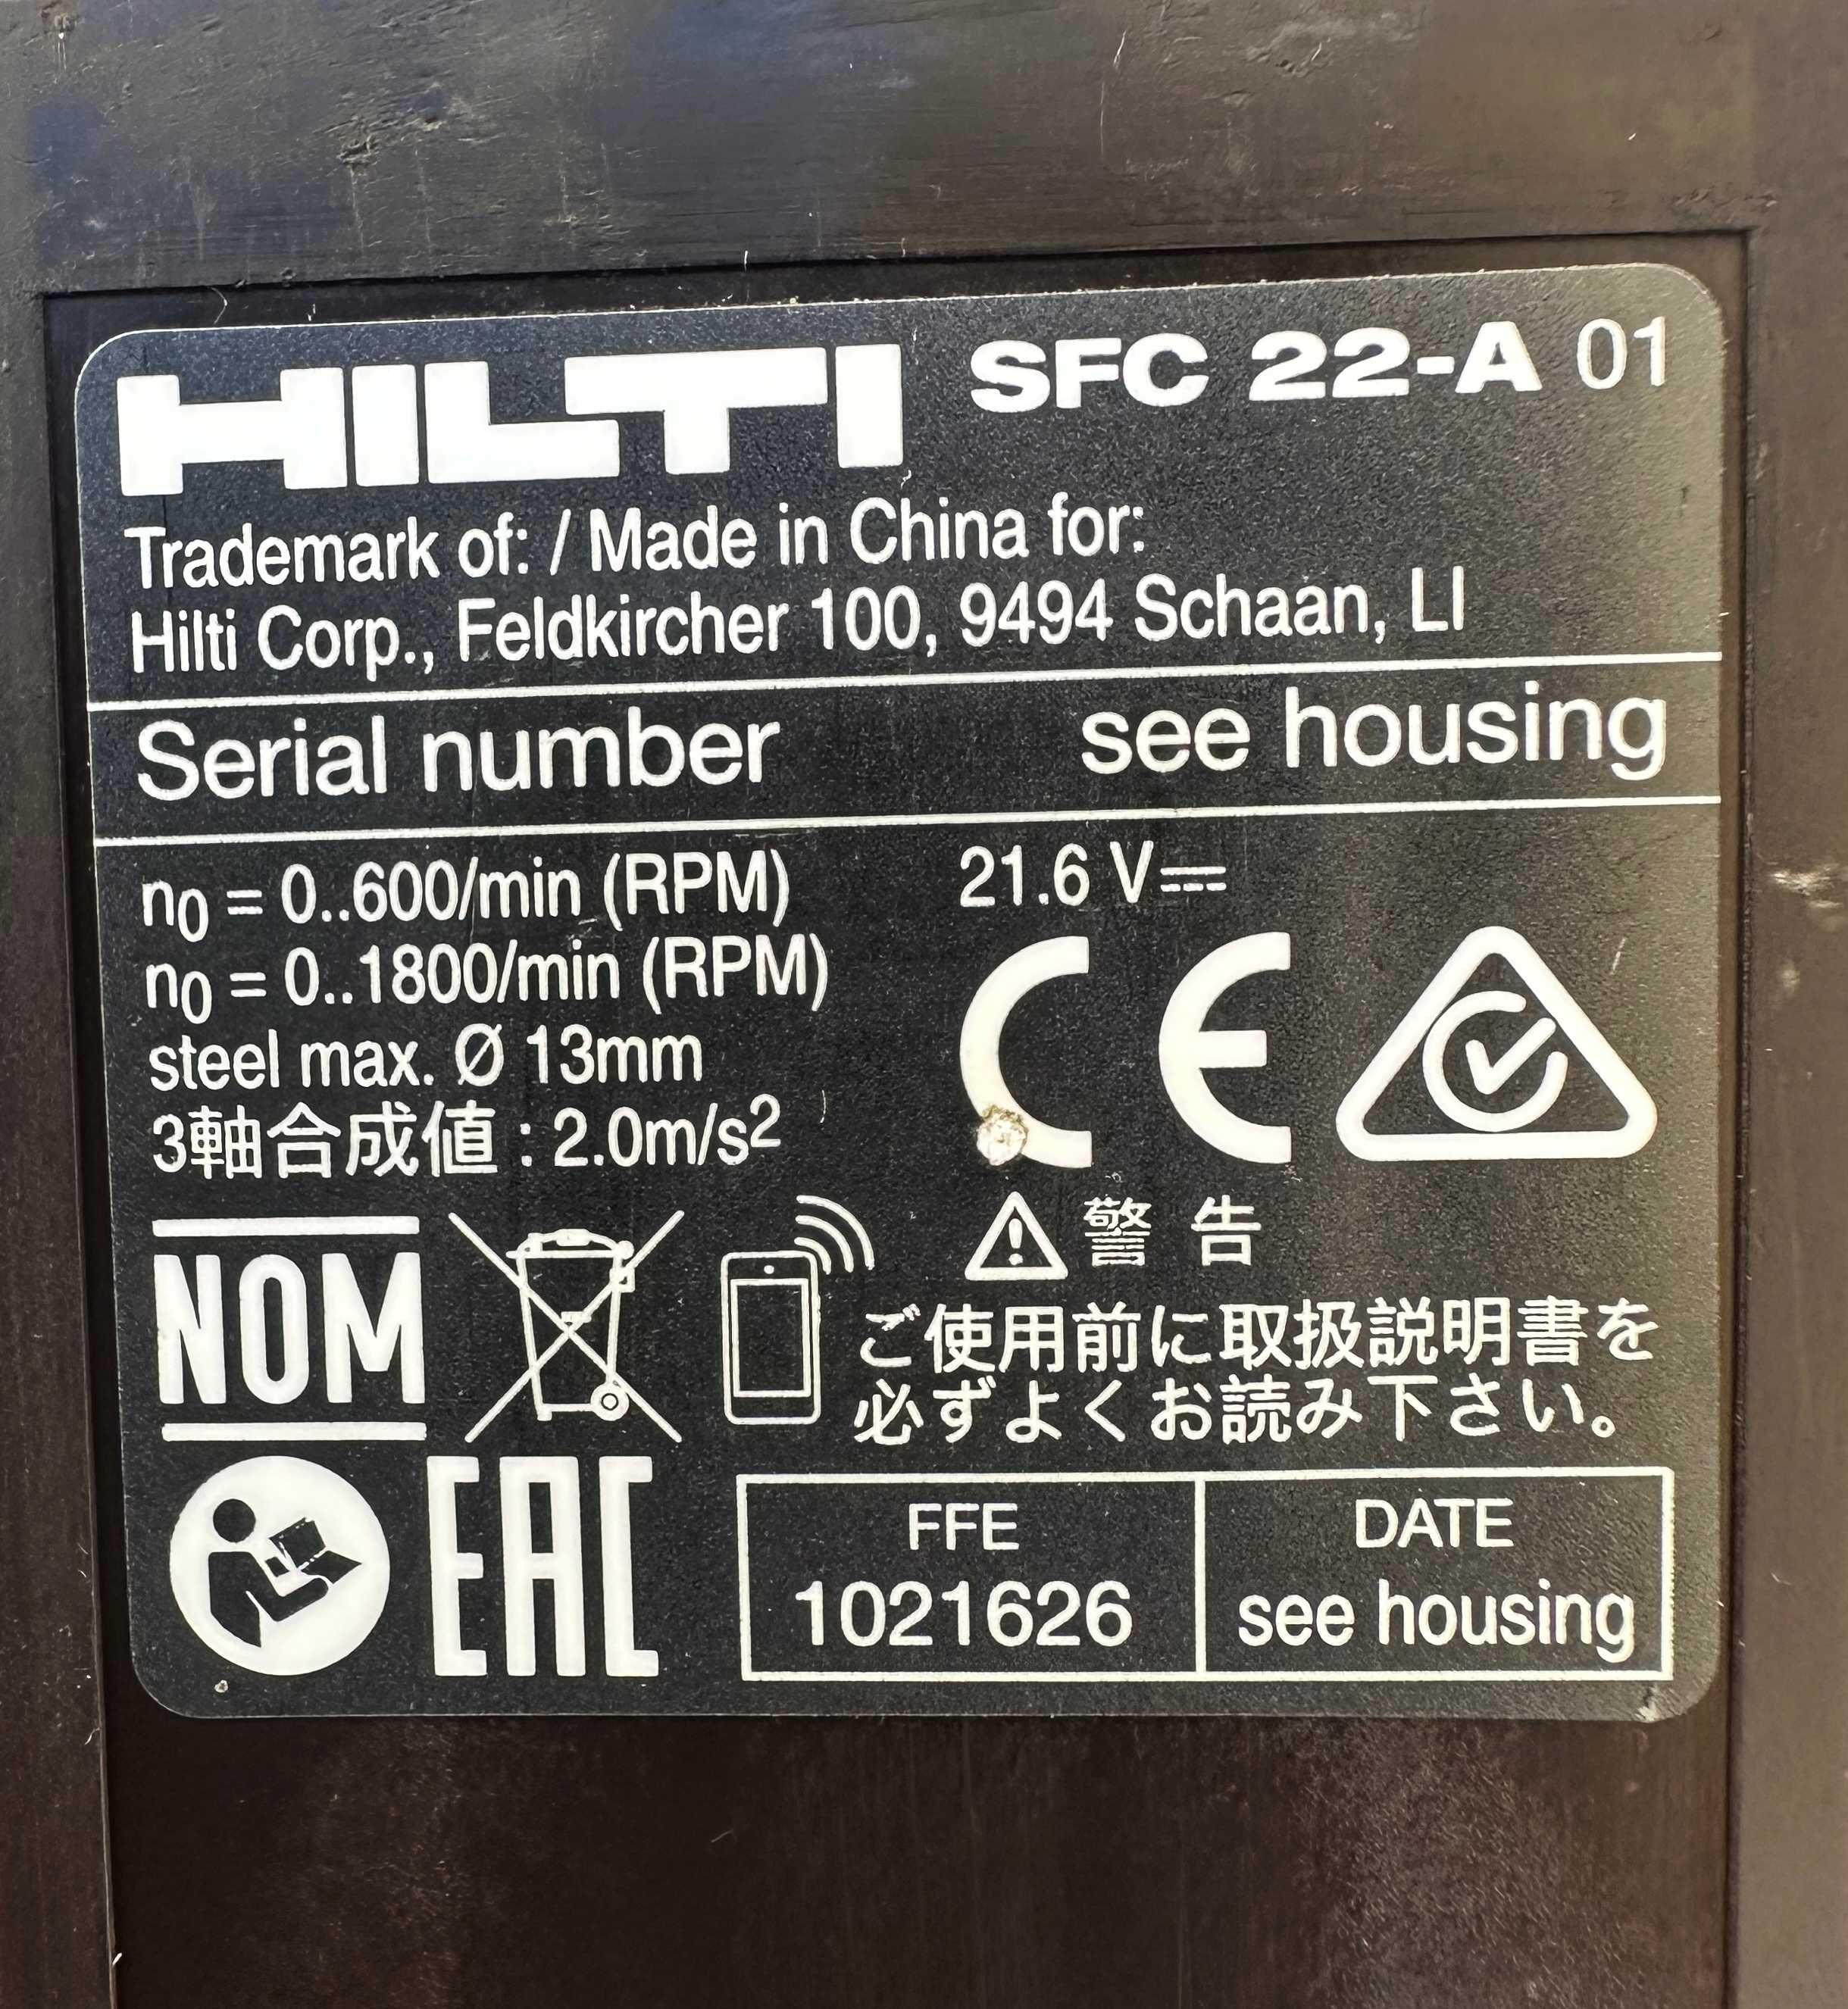 HILTI SFC 22-A 01
Trademark of: / Made in China for:
Hilti Corp., Feldkircher 100, 9494 Schaan, LI
Serial number see housing
n0 = 0..600/min (RPM) 21.6 V⎓
n0 = 0..1800/min (RPM)
steel max. Ø 13mm
3軸合成値 : 2.0m/s²
CE
⚠ 警告
NOM
ご使用前に取扱説明書を
必ずよくお読み下さい。
EAC
FFE DATE
1021626 see housing